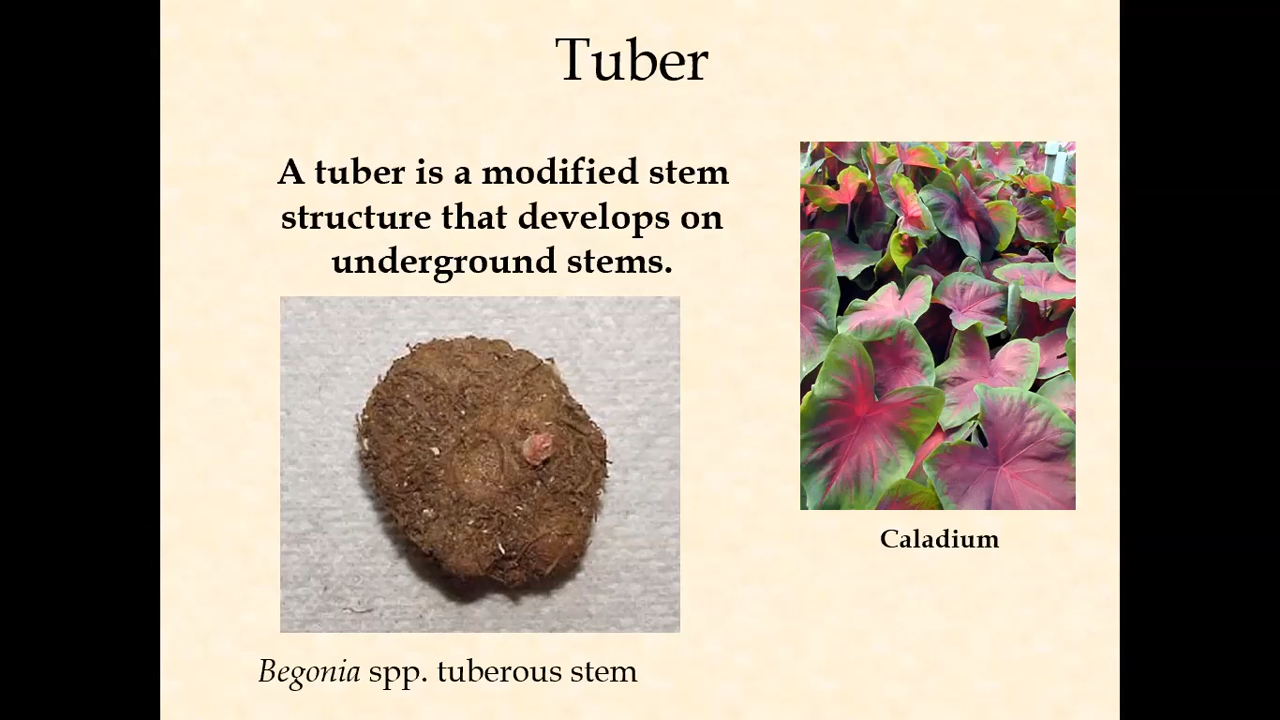 Tuber
A tuber is a modified stem
structure that develops on
underground stems.
Caladium
Begonia spp. tuberous stem